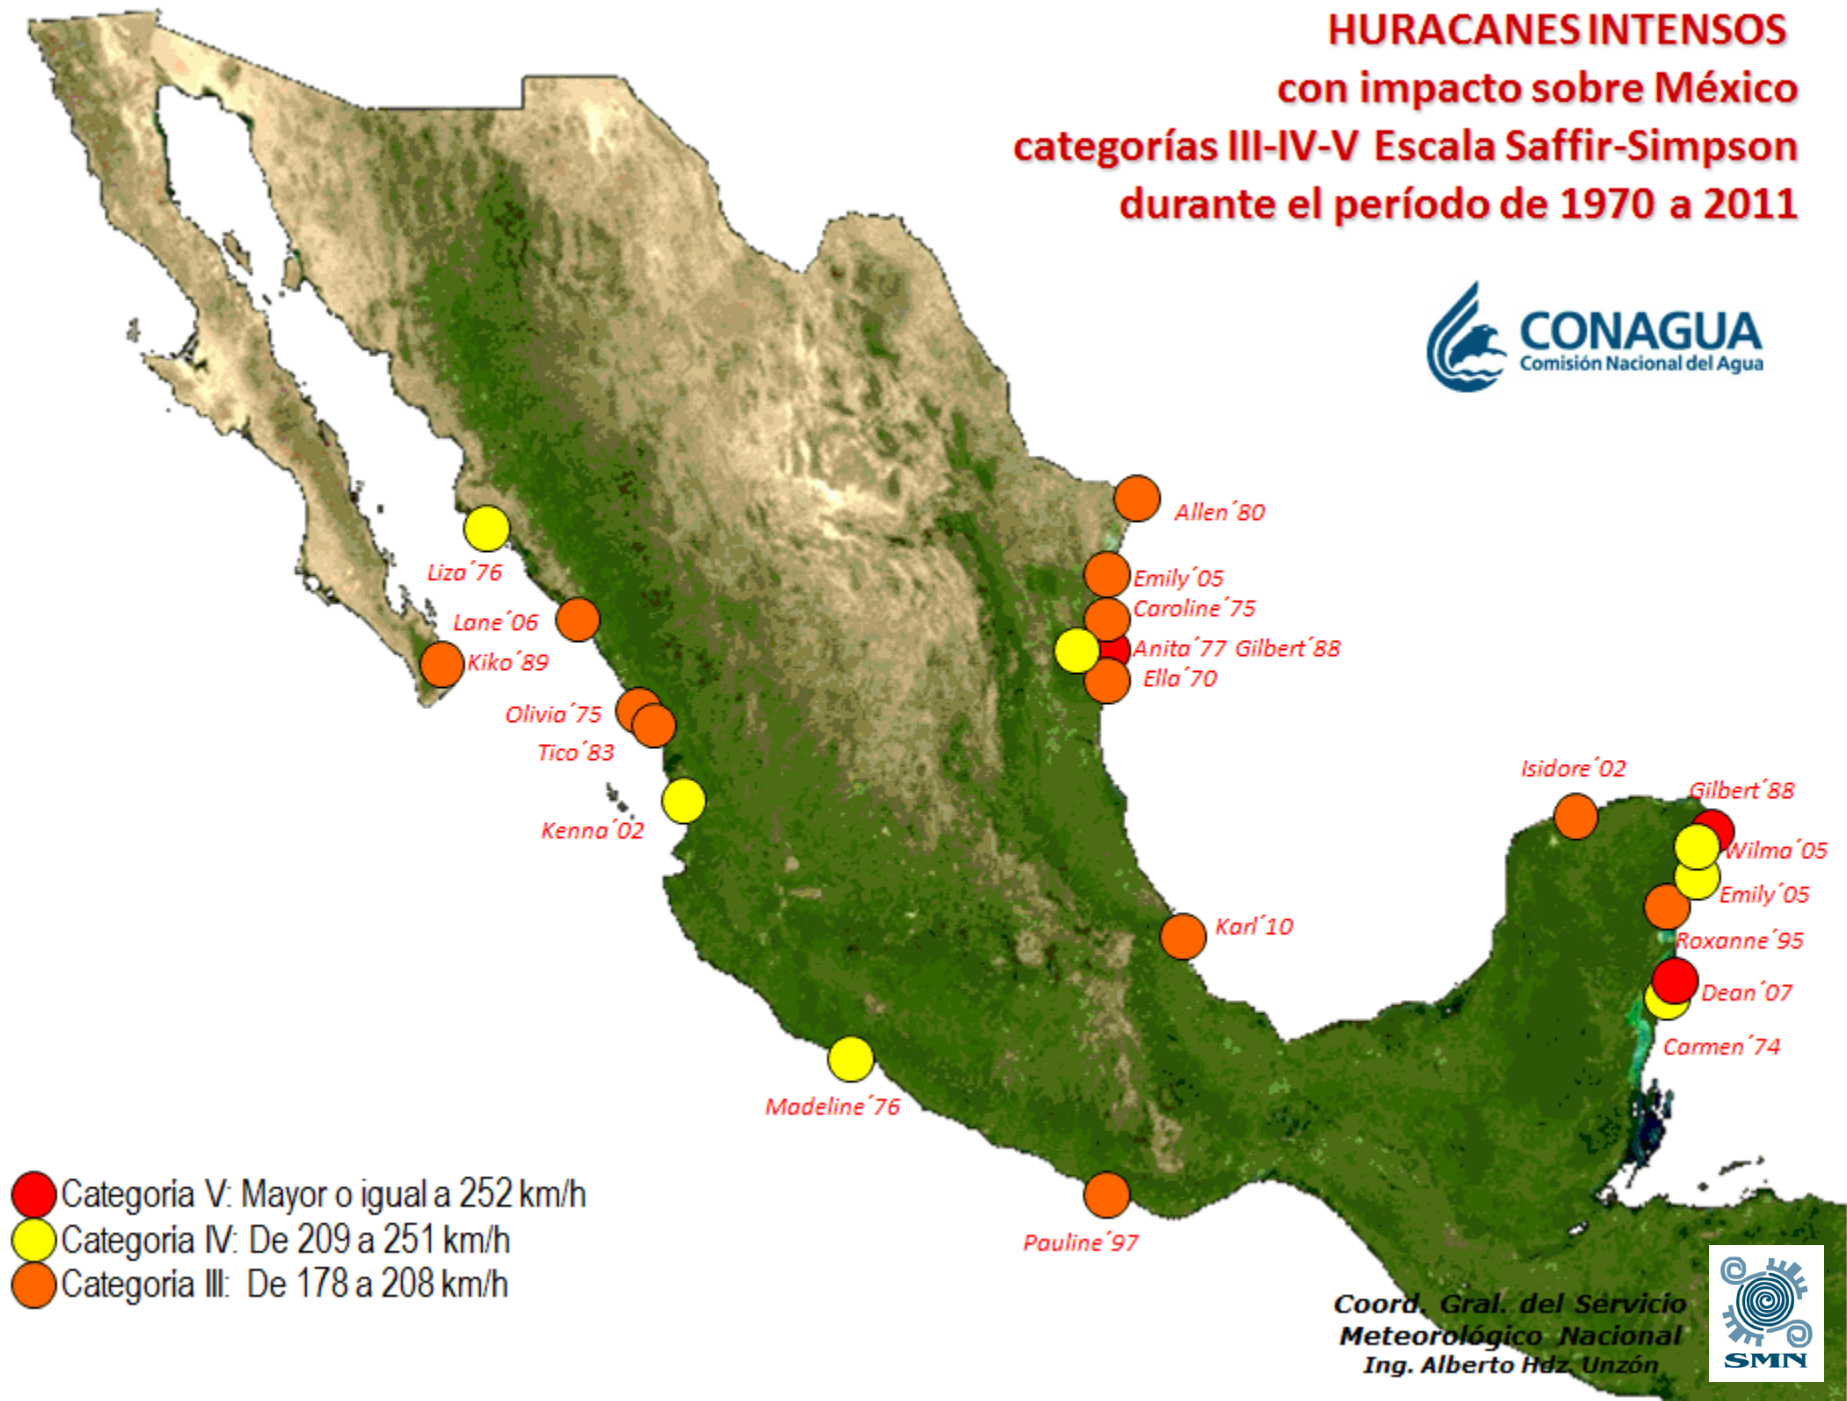 HURACANES INTENSOS
con impacto sobre México
categorías III-IV-V Escala Saffir-Simpson
durante el período de 1970 a 2011
CONAGUA
Comisión Nacional del Agua
Allen´80
Liza´76
Emily´05
Caroline´75
Lane´06
Anita´77 Gilbert´88
Kiko´89
Ella´70
Olivia´75
Tico´83
Isidore´02
Gilbert´88
Kenna´02
Wilma´05
Emily´05
Karl´10
Roxanne´95
Dean´07
Carmen´74
Madeline´76
Pauline´97
Categoria V: Mayor o igual a 252 km/h
Categoria IV: De 209 a 251 km/h
Categoria III: De 178 a 208 km/h
Coord. Gral. del Servicio
Meteorológico Nacional
Ing. Alberto Hdz. Unzón
SMN